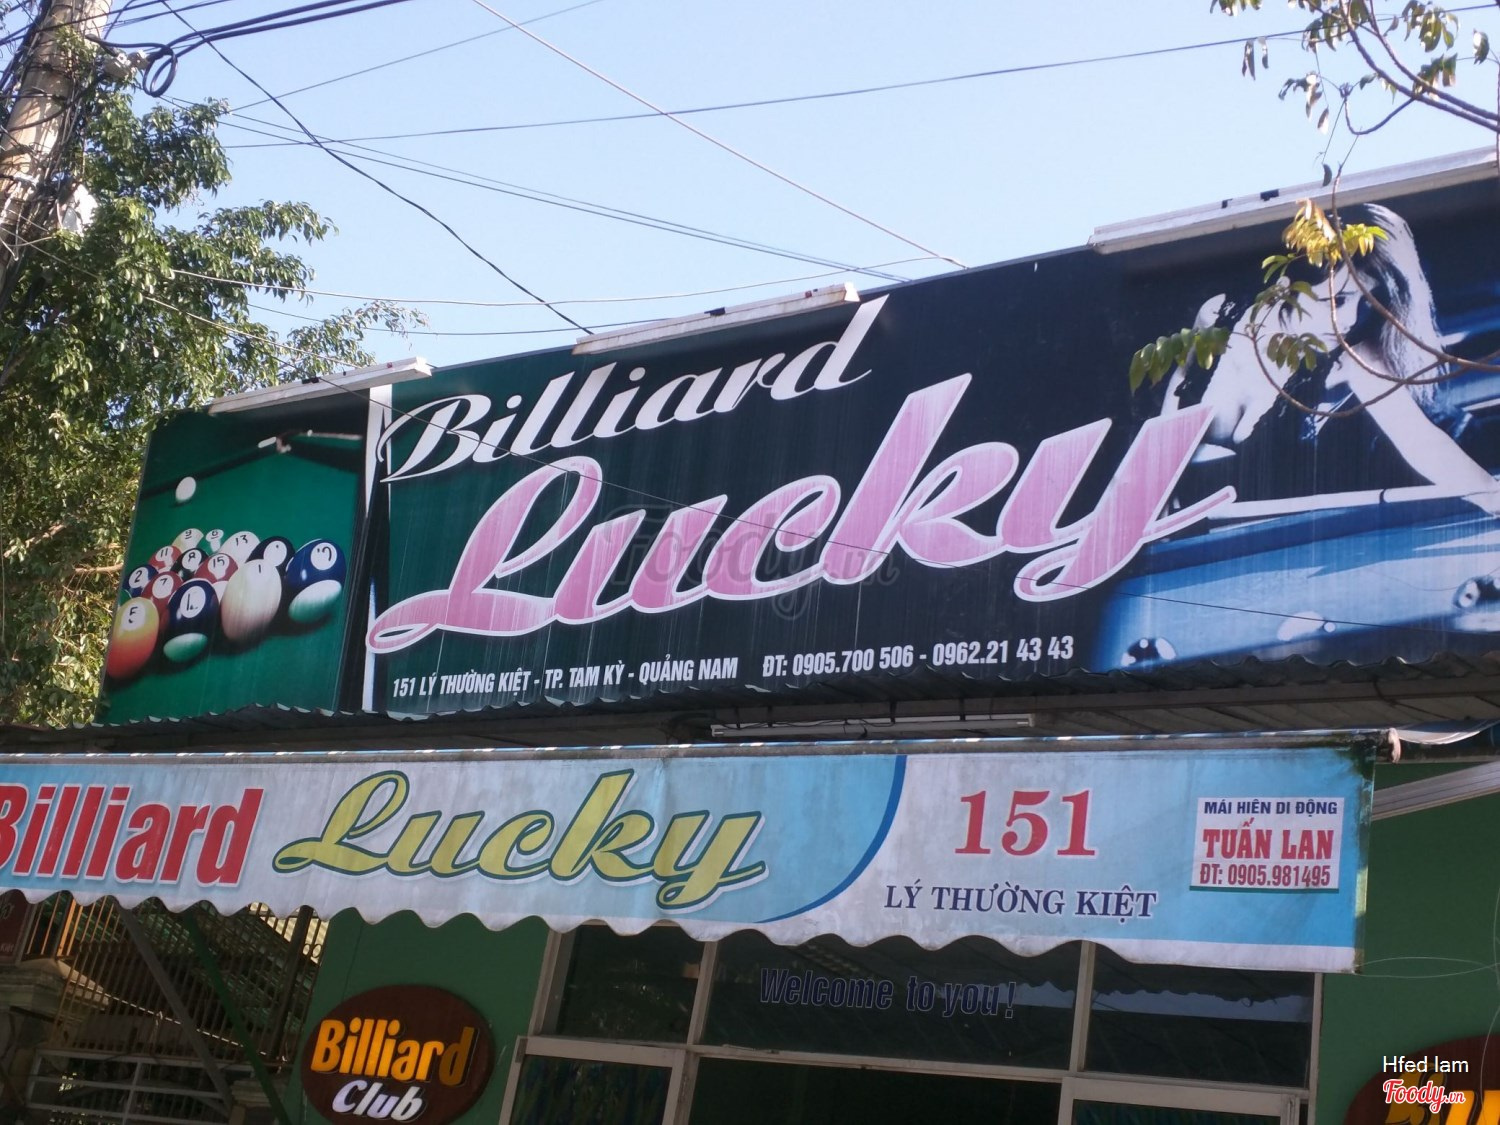 Billiard
Lucky
151 LÝ THƯỜNG KIỆT - TP. TAM KỲ - QUẢNG NAM ĐT: 0905.700 506 - 0962.21 43 43
Billiard Lucky
151
LÝ THƯỜNG KIỆT
MÁI HIÊN DI ĐỘNG
TUẤN LAN
ĐT: 0905.981495
Welcome to you!
Billiard
Club
Foody.vn
Hfed lam
Foody.vn